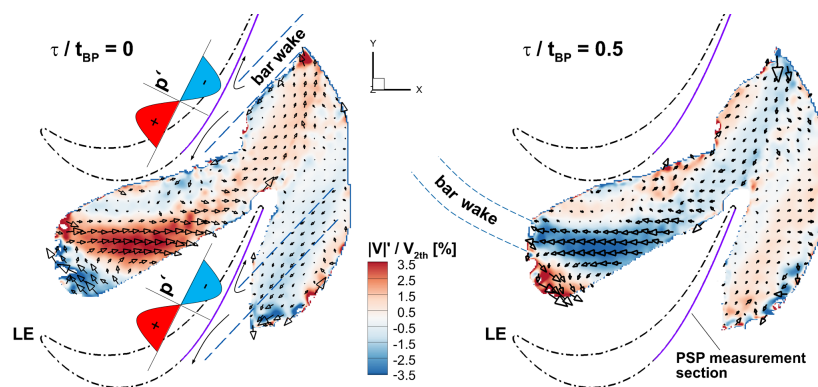 τ / t_BP = 0
τ / t_BP = 0.5
bar wake
Y
Z
X
p'
-
+
bar wake
|V|' / V_2th [%]
3.5
2.5
1.5
0.5
-0.5
-1.5
-2.5
-3.5
p'
-
+
LE
LE
PSP measurement
section